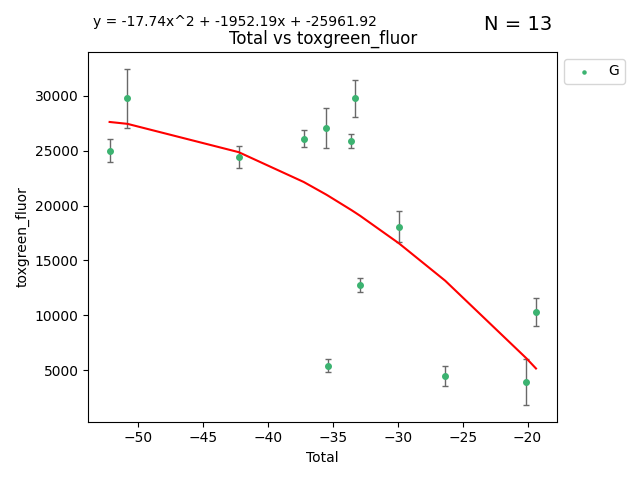 y = -17.74x^2 + -1952.19x + -25961.92
N = 13
Total vs toxgreen_fluor
G
toxgreen_fluor
30000
25000
20000
15000
10000
5000
−50
−45
−40
−35
−30
−25
−20
Total